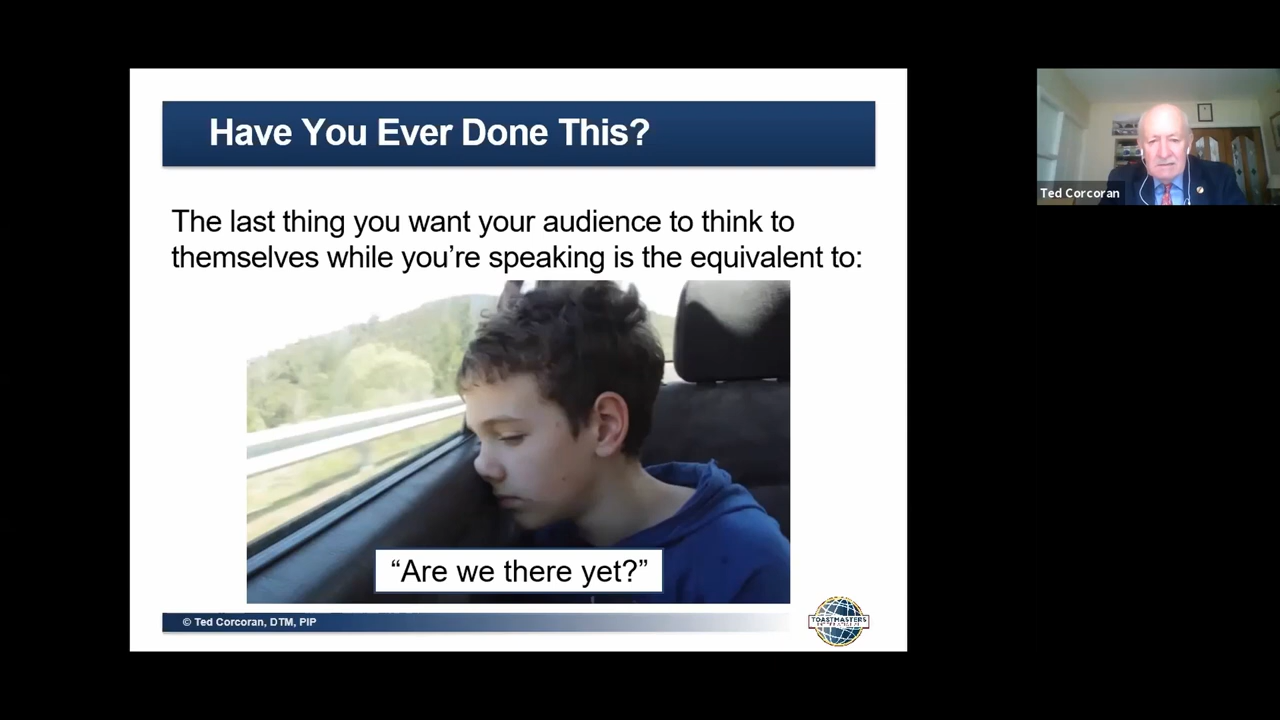 Have You Ever Done This?
The last thing you want your audience to think to
themselves while you’re speaking is the equivalent to:
“Are we there yet?”
© Ted Corcoran, DTM, PIP
TOASTMASTERS
INTERNATIONAL
Ted Corcoran